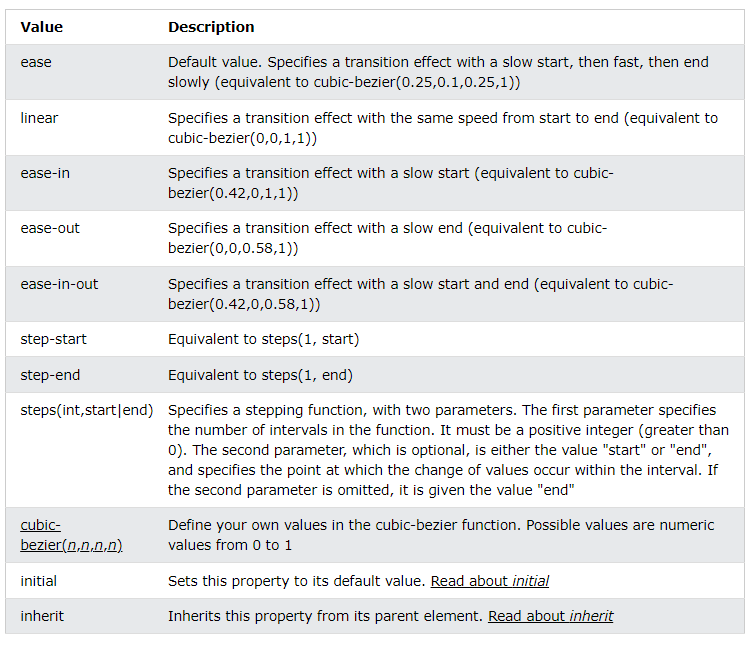 Value Description
ease Default value. Specifies a transition effect with a slow start, then fast, then end
slowly (equivalent to cubic-bezier(0.25,0.1,0.25,1))
linear Specifies a transition effect with the same speed from start to end (equivalent to
cubic-bezier(0,0,1,1))
ease-in Specifies a transition effect with a slow start (equivalent to cubic-
bezier(0.42,0,1,1))
ease-out Specifies a transition effect with a slow end (equivalent to cubic-
bezier(0,0,0.58,1))
ease-in-out Specifies a transition effect with a slow start and end (equivalent to cubic-
bezier(0.42,0,0.58,1))
step-start Equivalent to steps(1, start)
step-end Equivalent to steps(1, end)
steps(int,start|end) Specifies a stepping function, with two parameters. The first parameter specifies
the number of intervals in the function. It must be a positive integer (greater than
0). The second parameter, which is optional, is either the value "start" or "end",
and specifies the point at which the change of values occur within the interval. If
the second parameter is omitted, it is given the value "end"
cubic- Define your own values in the cubic-bezier function. Possible values are numeric
bezier(n,n,n,n) values from 0 to 1
initial Sets this property to its default value. Read about initial
inherit Inherits this property from its parent element. Read about inherit